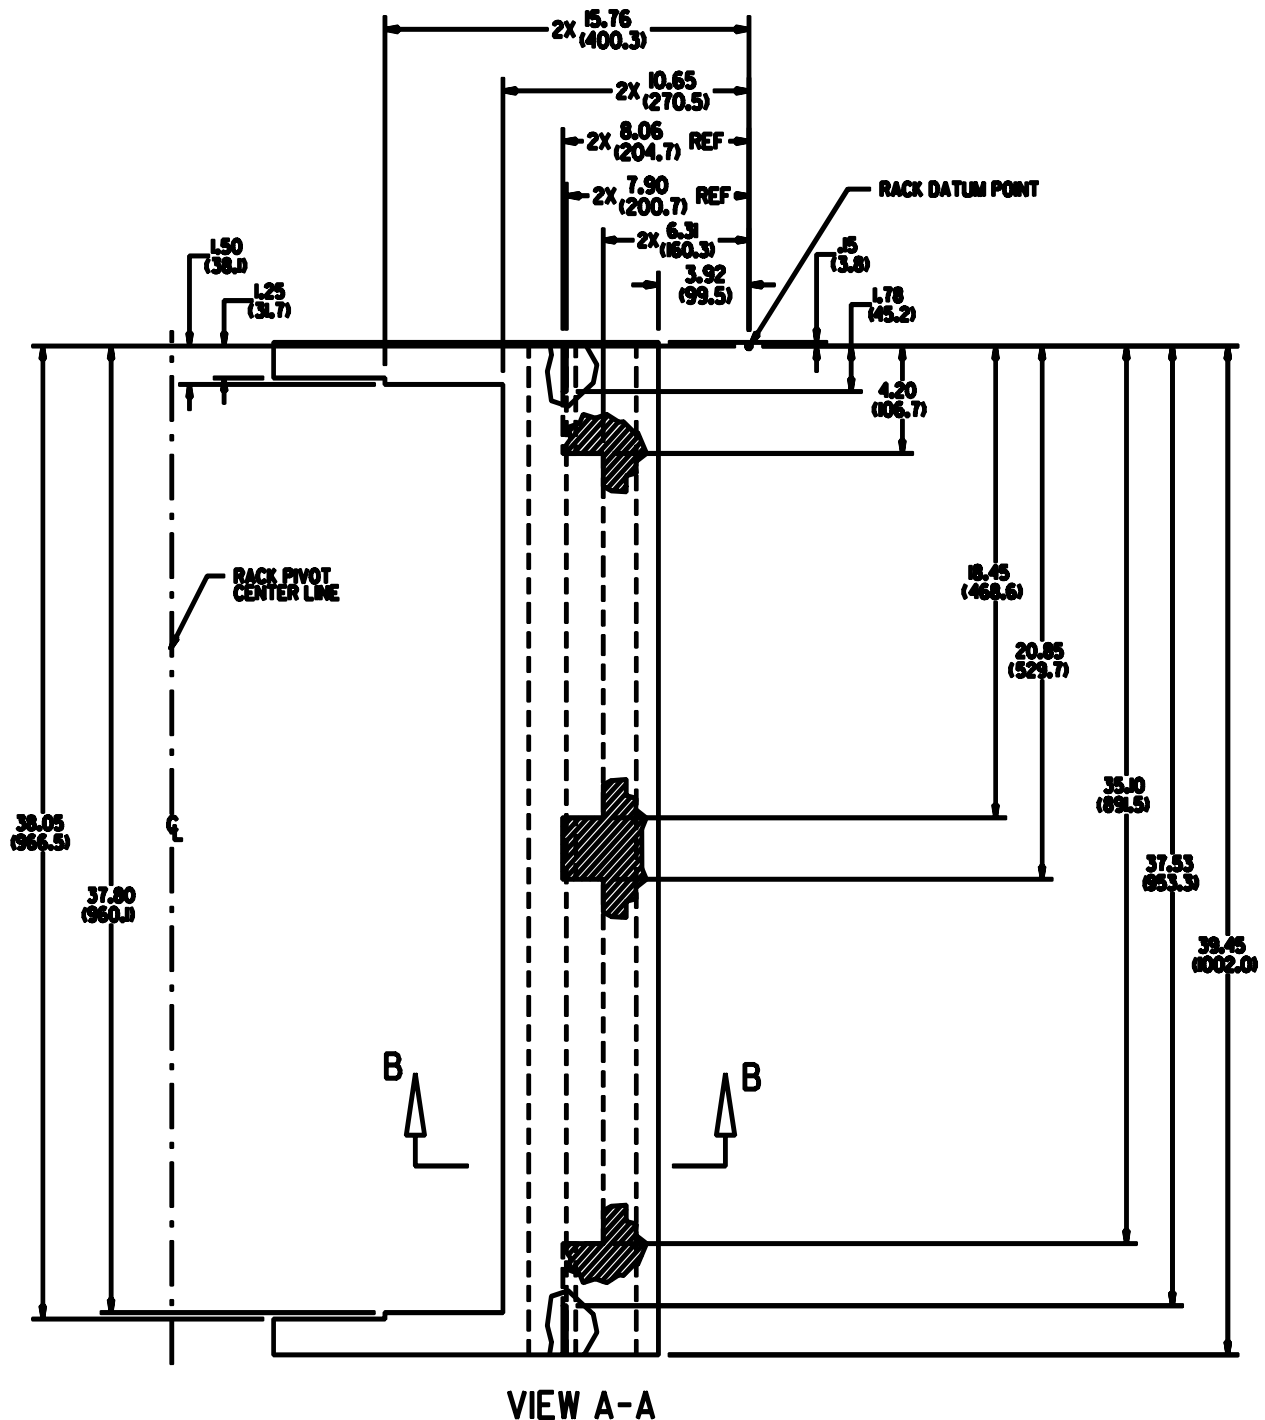 2X 15.76
(400.3)
2X 10.65
(270.5)
2X 8.06 REF
(204.7)
2X 7.90 REF
(200.7)
RACK DATUM POINT
2X 6.31
(160.3)
3.92
(99.5)
.15
(3.8)
1.50
(38.1)
1.25
(31.7)
1.78
(45.2)
4.20
(106.7)
RACK PIVOT
CENTER LINE
18.45
(468.6)
20.85
(529.7)
35.10
(891.5)
38.05
(966.5)
CL
37.53
(953.3)
37.80
(960.1)
39.45
(1002.0)
B
B
VIEW A-A